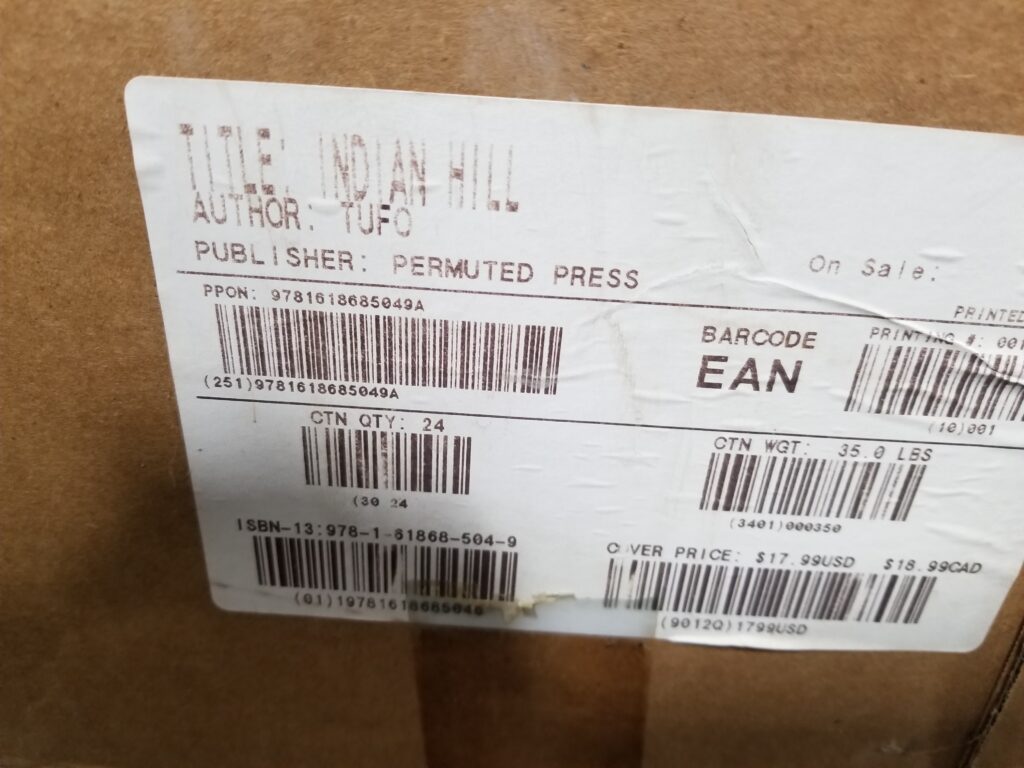 TITLE: INDIAN HILL
AUTHOR: TUFO
PUBLISHER: PERMUTED PRESS
On Sale:
PRINTED
PPON: 9781618685049A
(251)9781618685049A
BARCODE
EAN
PRINTING #: 001
(10)001
CTN QTY: 24
(30 24
CTN WGT: 35.0 LBS
(3401)000350
ISBN-13:978-1-61868-504-9
(01)19781618685046
COVER PRICE: $17.99USD $18.99CAD
(9012Q)1799USD